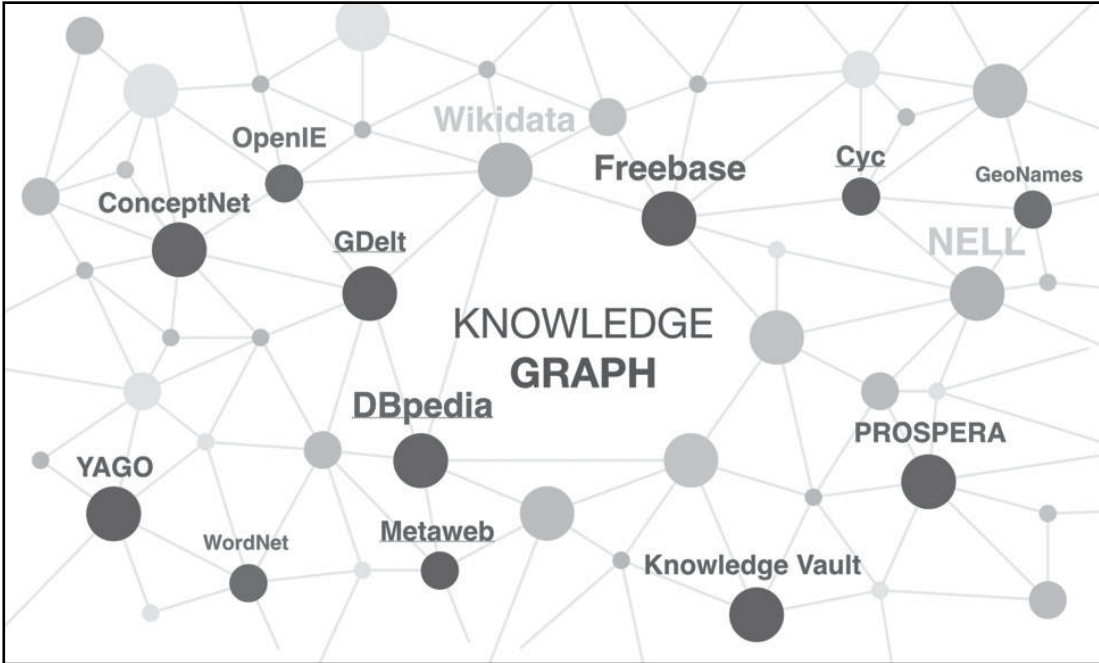 Wikidata
OpenIE
Freebase
Cyc
GeoNames
ConceptNet
GDelt
NELL
KNOWLEDGE
GRAPH
DBpedia
PROSPERA
YAGO
Metaweb
WordNet
Knowledge Vault